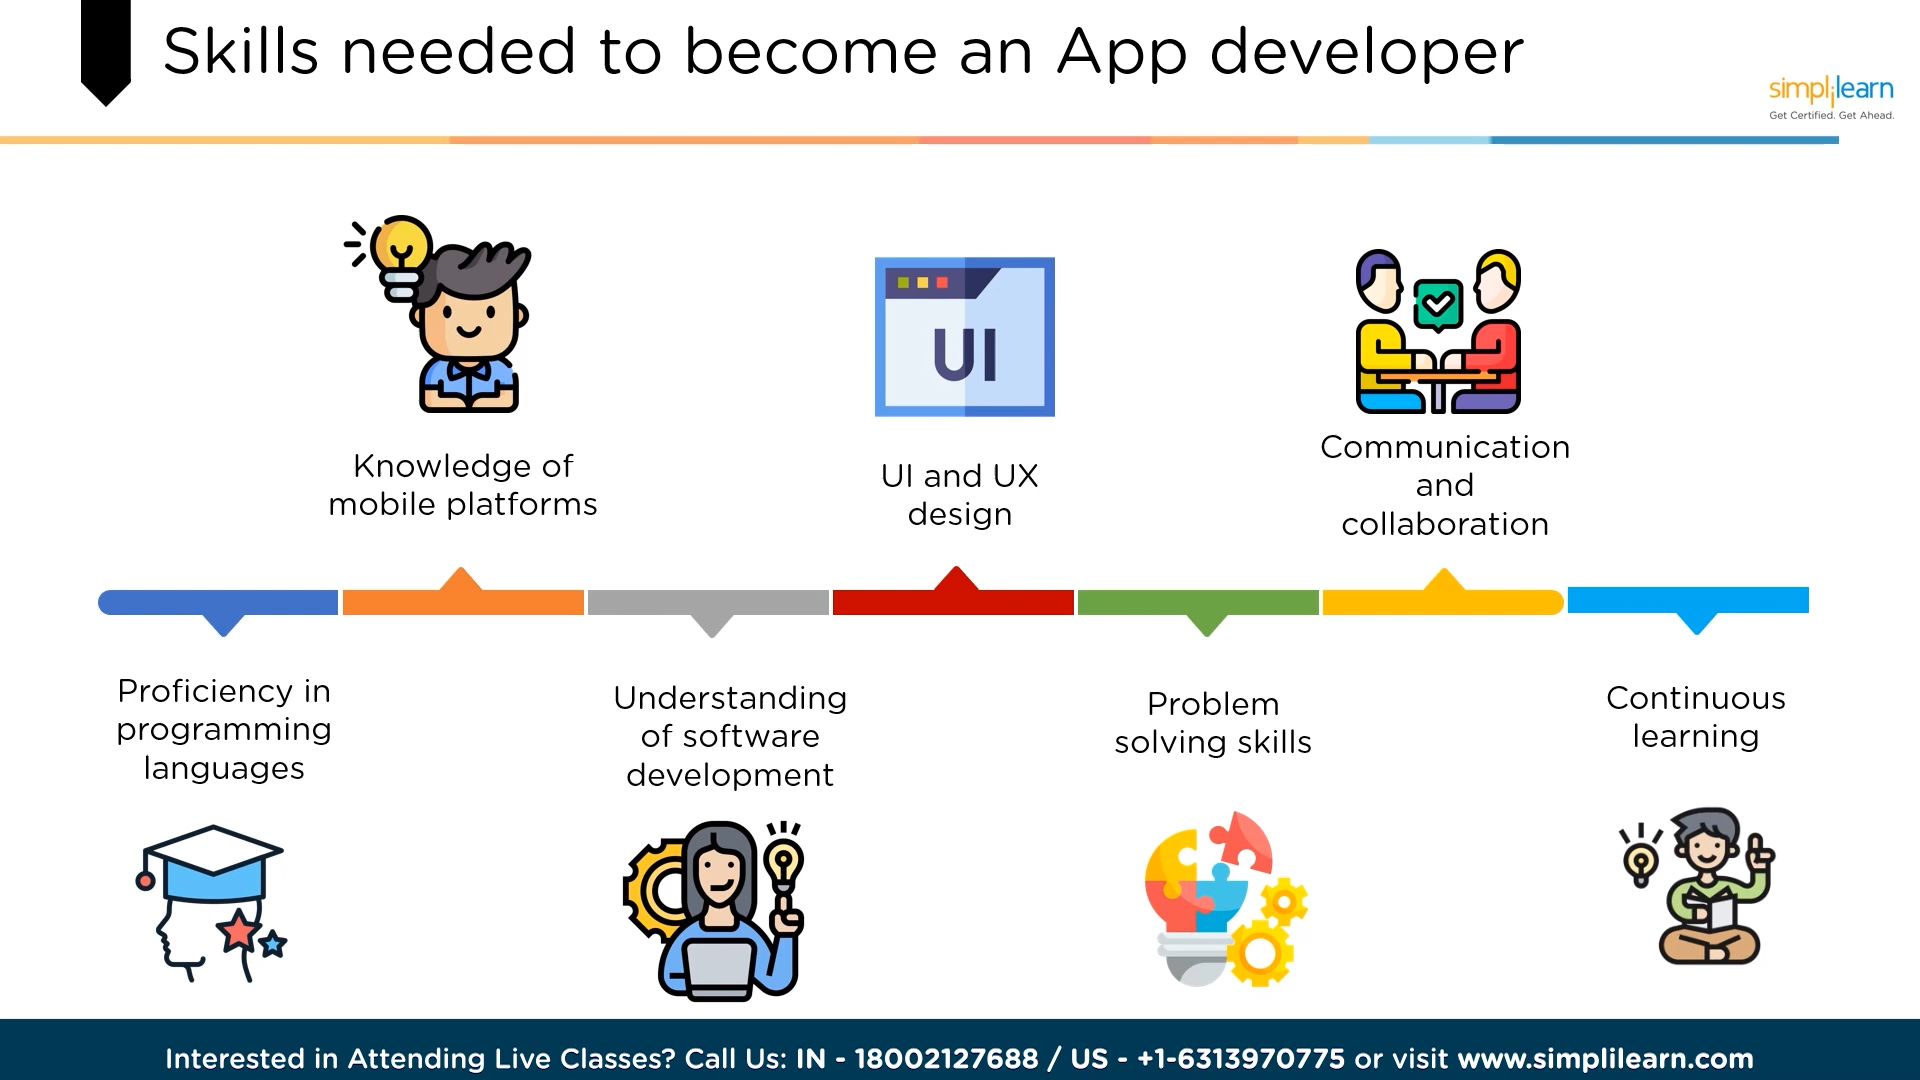 Skills needed to become an App developer
simplilearn
Get Certified. Get Ahead.
Knowledge of
mobile platforms
UI
UI and UX
design
Communication
and
collaboration
Proficiency in
programming
languages
Understanding
of software
development
Problem
solving skills
Continuous
learning
Interested in Attending Live Classes? Call Us: IN - 18002127688 / US - +1-6313970775 or visit www.simplilearn.com